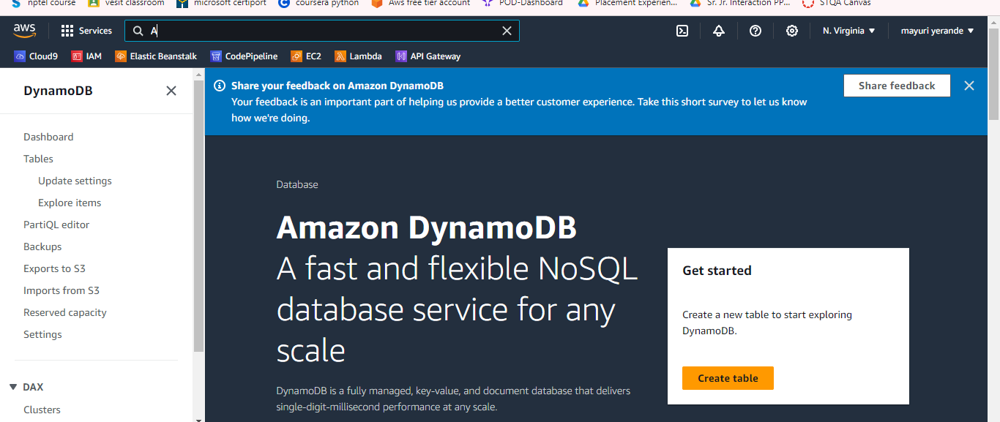 nptel course vesit classroom microsoft certiport coursera python Aws free tier account POD-Dashboard Placement Experien... Sr. Jr. Interaction PP... STQA Canvas
aws Services A N. Virginia mayuri yerande
Cloud9 IAM Elastic Beanstalk CodePipeline EC2 Lambda API Gateway
DynamoDB
Dashboard
Tables
Update settings
Explore items
PartiQL editor
Backups
Exports to S3
Imports from S3
Reserved capacity
Settings
DAX
Clusters
Share your feedback on Amazon DynamoDB
Your feedback is an important part of helping us provide a better customer experience. Take this short survey to let us know
how we're doing.
Share feedback
Database
Amazon DynamoDB
A fast and flexible NoSQL
database service for any
scale
DynamoDB is a fully managed, key-value, and document database that delivers
single-digit-millisecond performance at any scale.
Get started
Create a new table to start exploring
DynamoDB.
Create table